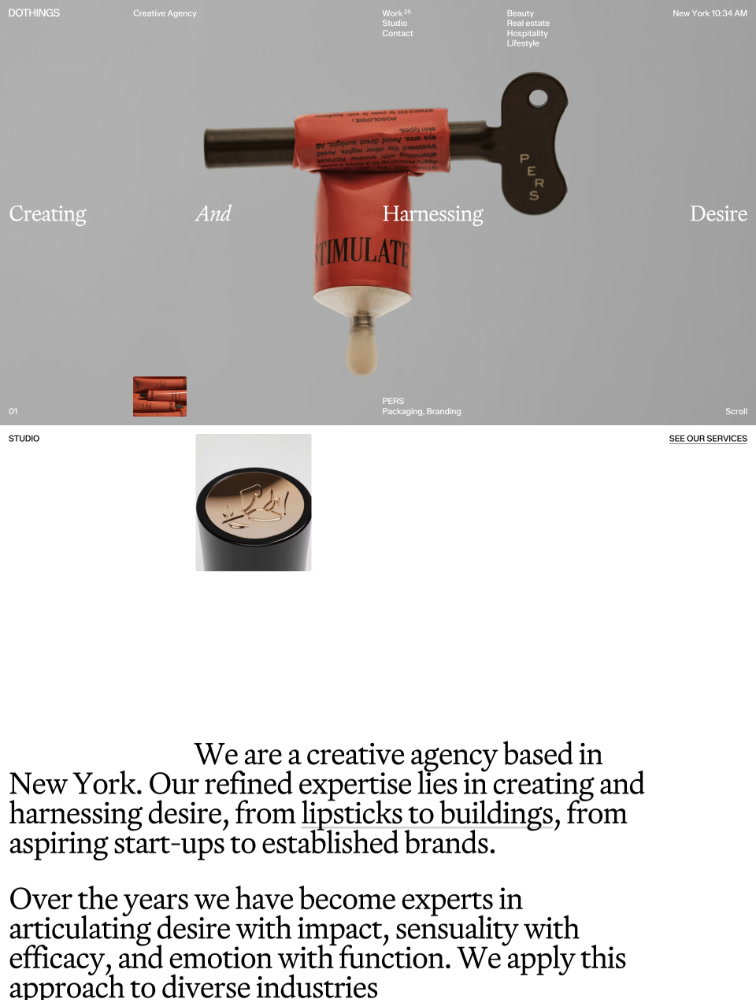 DOTHINGS
Creative Agency
Work 25
Studio
Contact
Beauty
Real estate
Hospitality
Lifestyle
New York 10:34 AM
POSOLOGIE:
skin types.
PERS
Creating
And
Harnessing
Desire
STIMULATE
01
PERS
Packaging, Branding
Scroll
STUDIO
SEE OUR SERVICES
We are a creative agency based in
New York. Our refined expertise lies in creating and
harnessing desire, from lipsticks to buildings, from
aspiring start-ups to established brands.
Over the years we have become experts in
articulating desire with impact, sensuality with
efficacy, and emotion with function. We apply this
approach to diverse industries